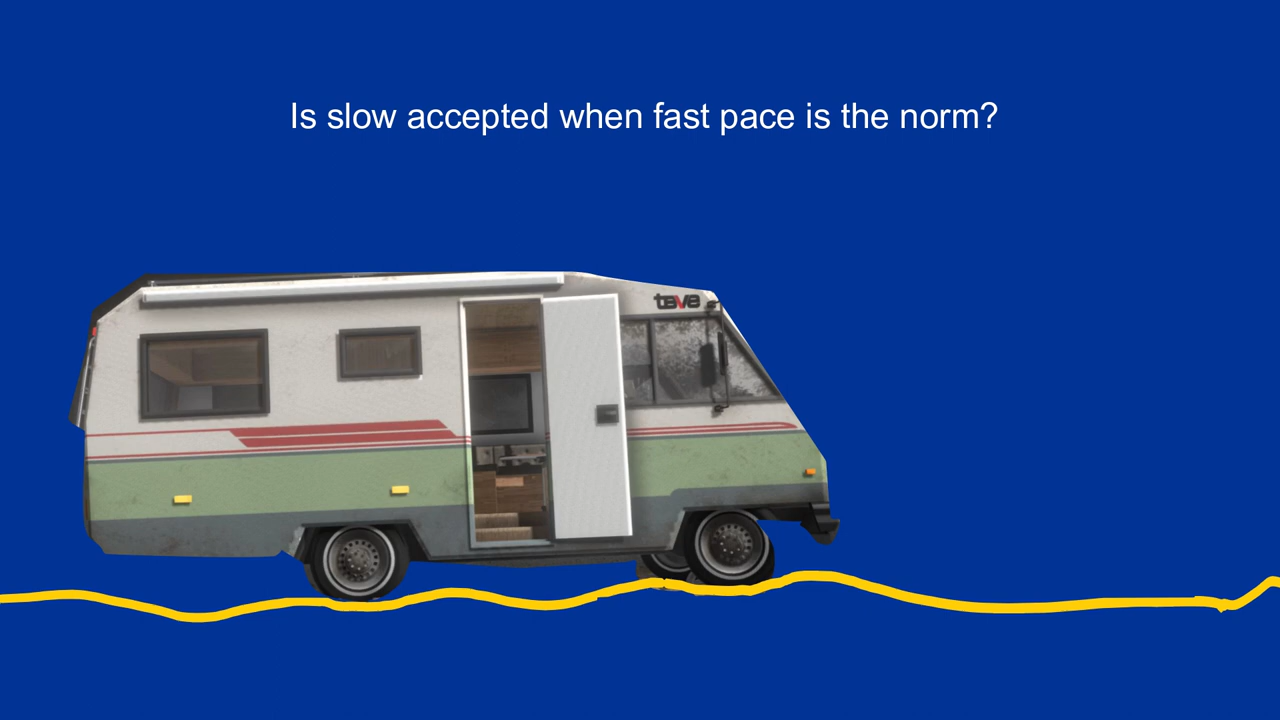 Is slow accepted when fast pace is the norm?
tave